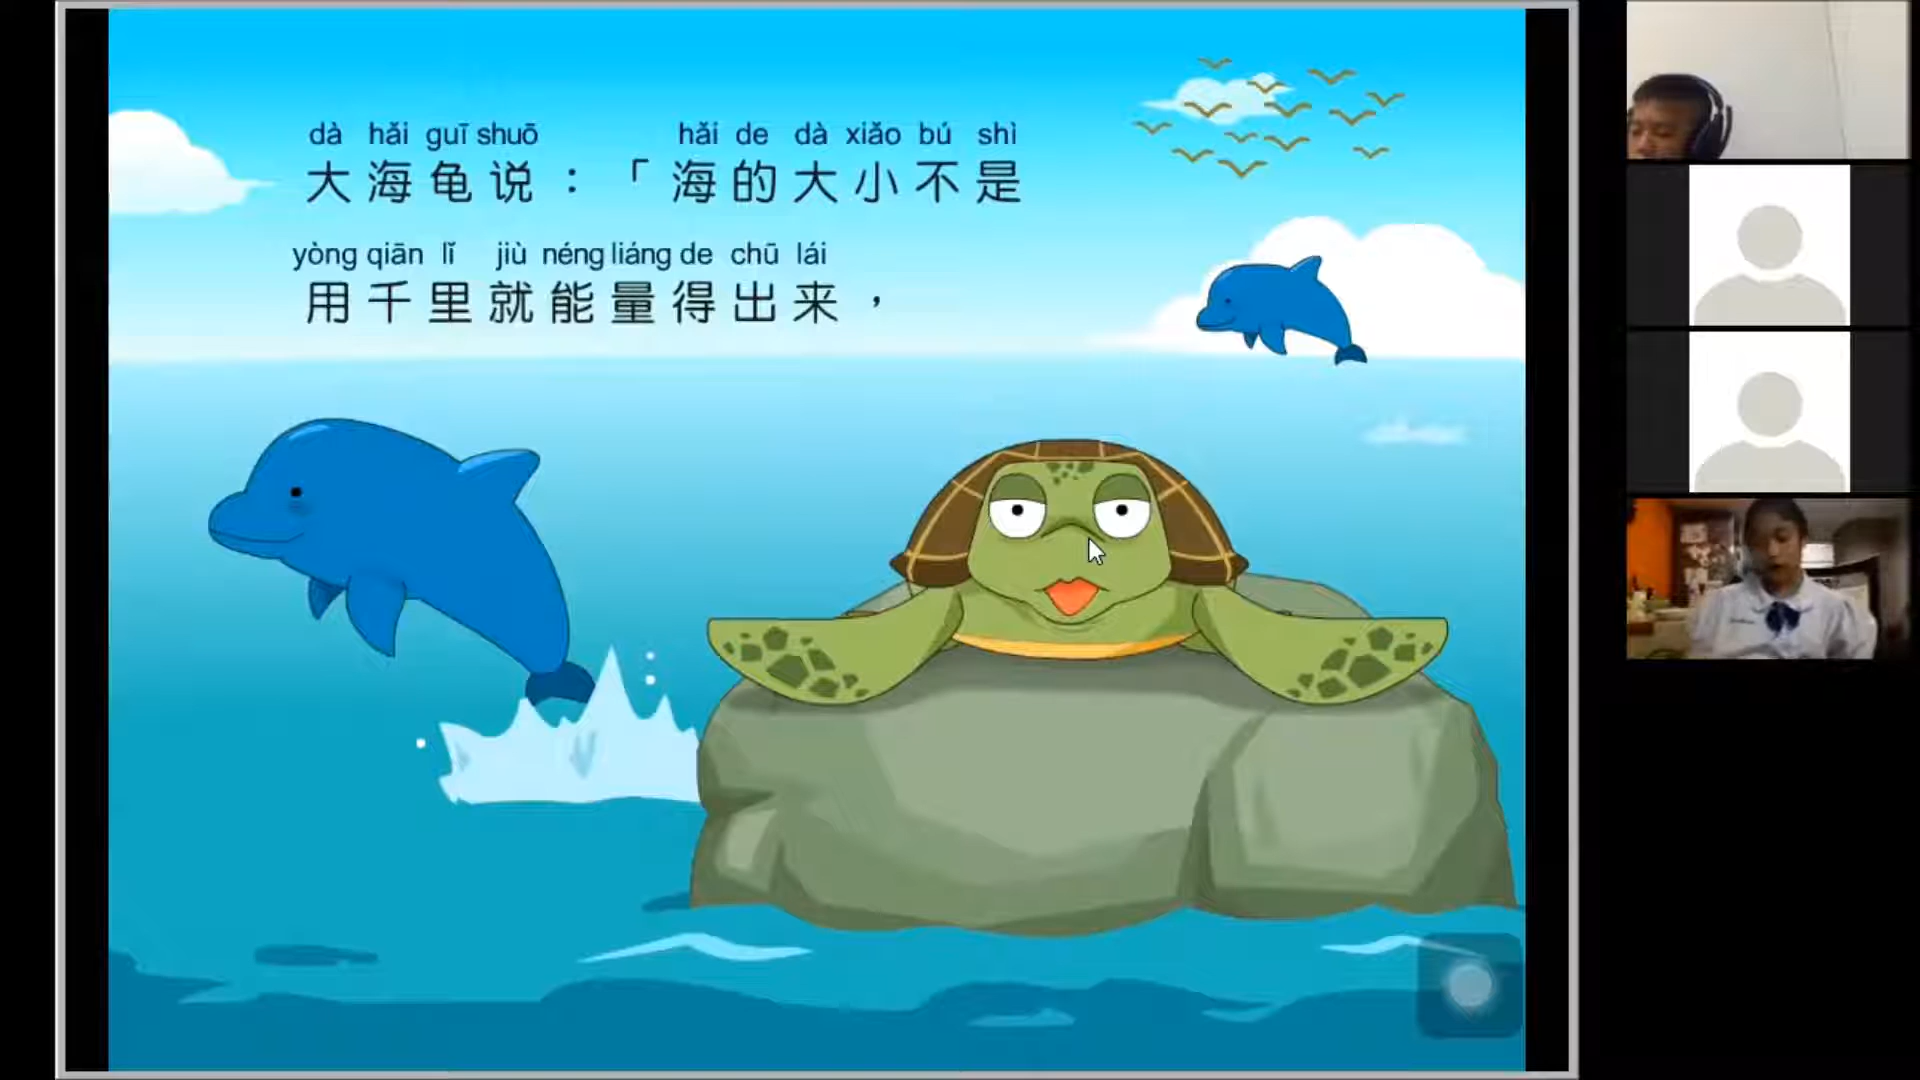 dà hǎi guī shuō hǎi de dà xiǎo bú shì
大海龟说：「海的大小不是
yòng qiān lǐ jiù néng liáng de chū lái
用千里就能量得出来，